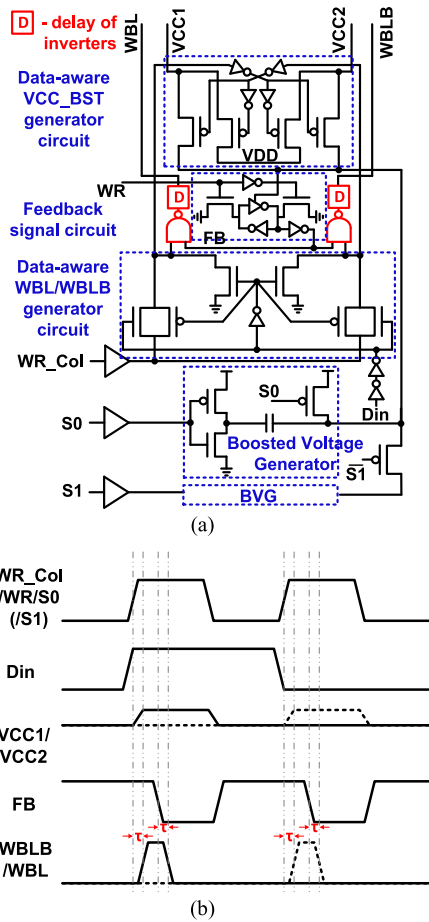 D - delay of
inverters
WBL
VCC1
VCC2
WBLB
Data-aware
VCC_BST
generator
circuit
VDD
WR
D
D
Feedback
signal circuit
FB
Data-aware
WBL/WBLB
generator
circuit
WR_Col
Din
S0
S0
Boosted Voltage
Generator
S1
S1
BVG
(a)
WR_Col
/WR/S0
(/S1)
Din
VCC1/
VCC2
FB
τ
τ
τ
τ
WBLB
/WBL
(b)